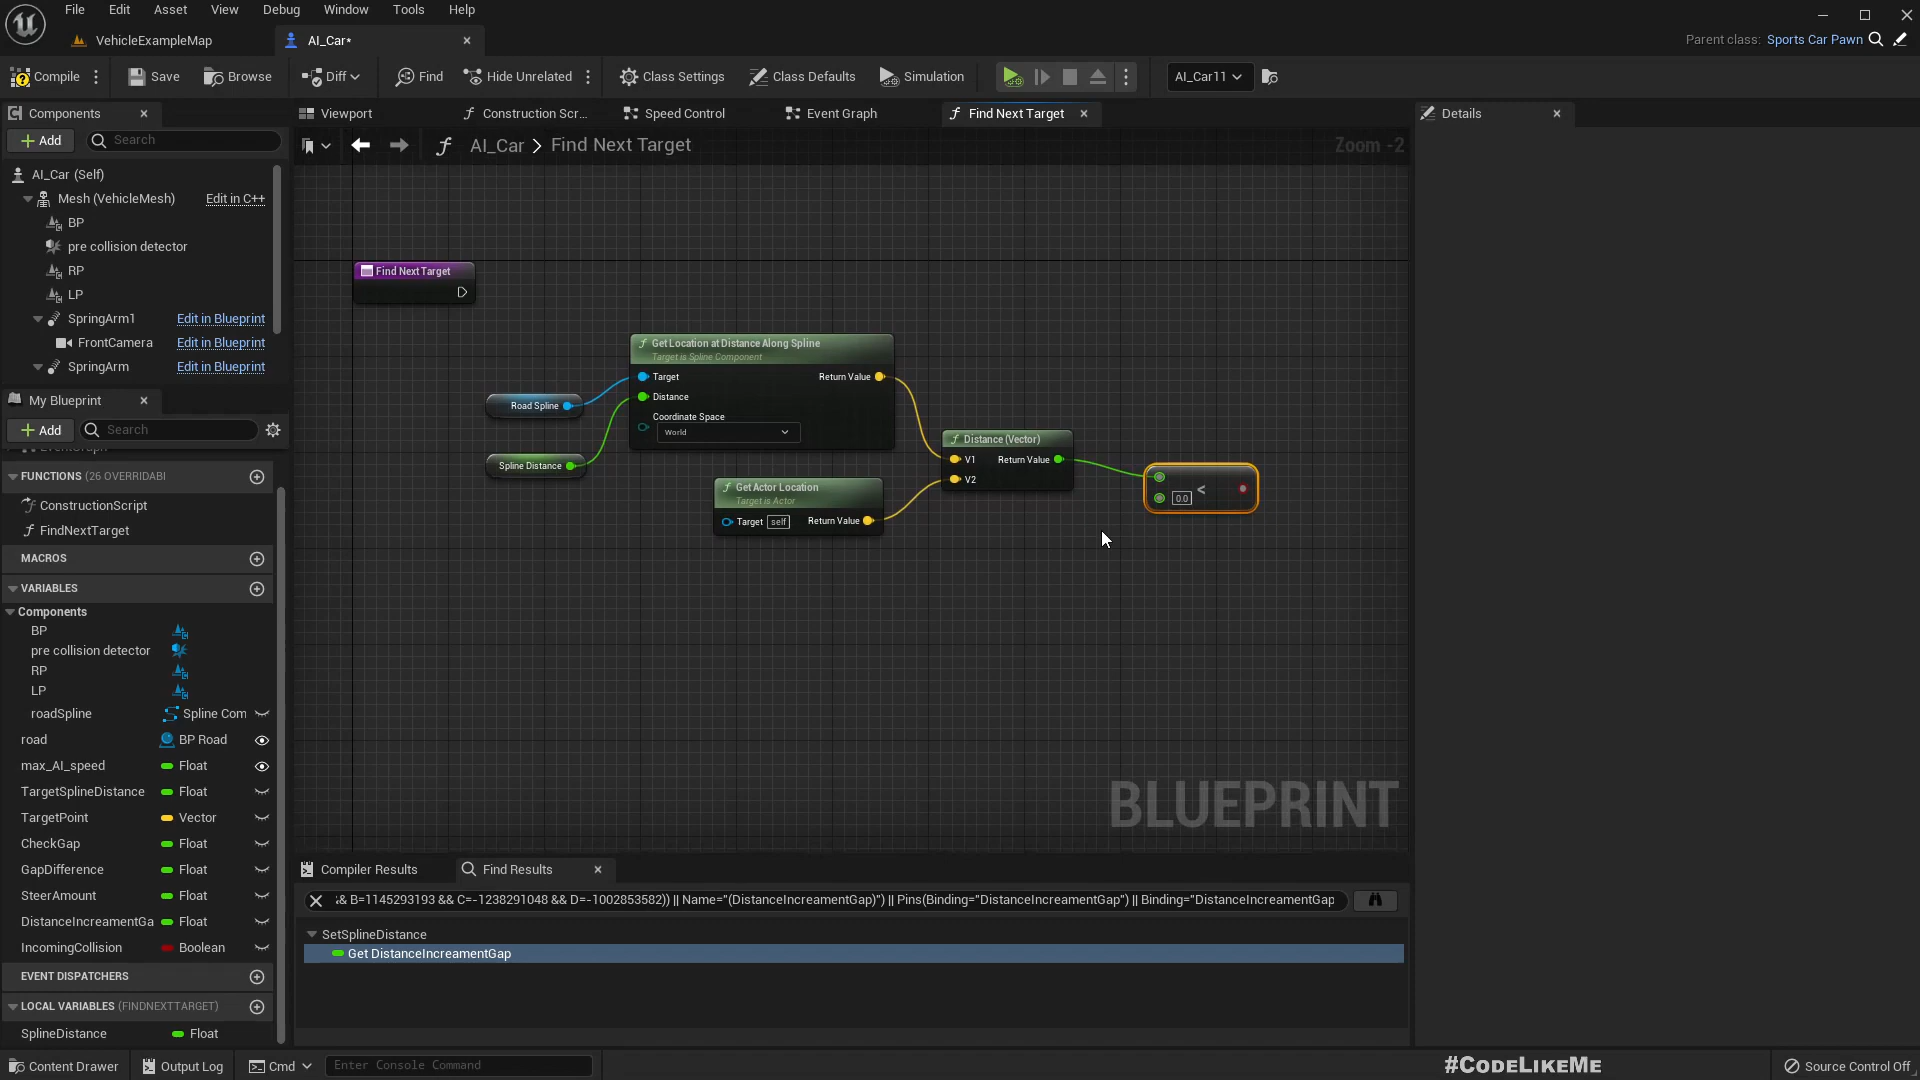 File Edit Asset View Debug Window Tools Help
VehicleExampleMap
AI_Car*
Parent class: Sports Car Pawn
Compile
Save
Browse
Diff
Find
Hide Unrelated
Class Settings
Class Defaults
Simulation
AI_Car11
Components
Viewport
Construction Scr...
Speed Control
Event Graph
Find Next Target
Details
Add
Search
AI_Car > Find Next Target
Zoom -2
AI_Car (Self)
Mesh (VehicleMesh) Edit in C++
BP
pre collision detector
RP
LP
SpringArm1 Edit in Blueprint
FrontCamera Edit in Blueprint
SpringArm Edit in Blueprint
My Blueprint
Add
Search
FUNCTIONS (26 OVERRIDABI
ConstructionScript
FindNextTarget
MACROS
VARIABLES
Components
BP
pre collision detector
RP
LP
roadSpline Spline Com
road BP Road
max_AI_speed Float
TargetSplineDistance Float
TargetPoint Vector
CheckGap Float
GapDifference Float
SteerAmount Float
DistanceIncreamentGa Float
IncomingCollision Boolean
EVENT DISPATCHERS
LOCAL VARIABLES (FINDNEXTTARGET)
SplineDistance Float
Find Next Target
Road Spline
Spline Distance
Get Location at Distance Along Spline
Target is Spline Component
Target Return Value
Distance
Coordinate Space
World
Get Actor Location
Target is Actor
Target self Return Value
Distance (Vector)
V1 Return Value
V2
<
0.0
BLUEPRINT
Compiler Results
Find Results
& B=1145293193 && C=-1238291048 && D=-1002853582)) || Name="(DistanceIncreamentGap)") || Pins(Binding="DistanceIncreamentGap") || Binding="DistanceIncreamentGap
SetSplineDistance
Get DistanceIncreamentGap
Content Drawer
Output Log
Cmd
Enter Console Command
#CODELIKEME
Source Control Off